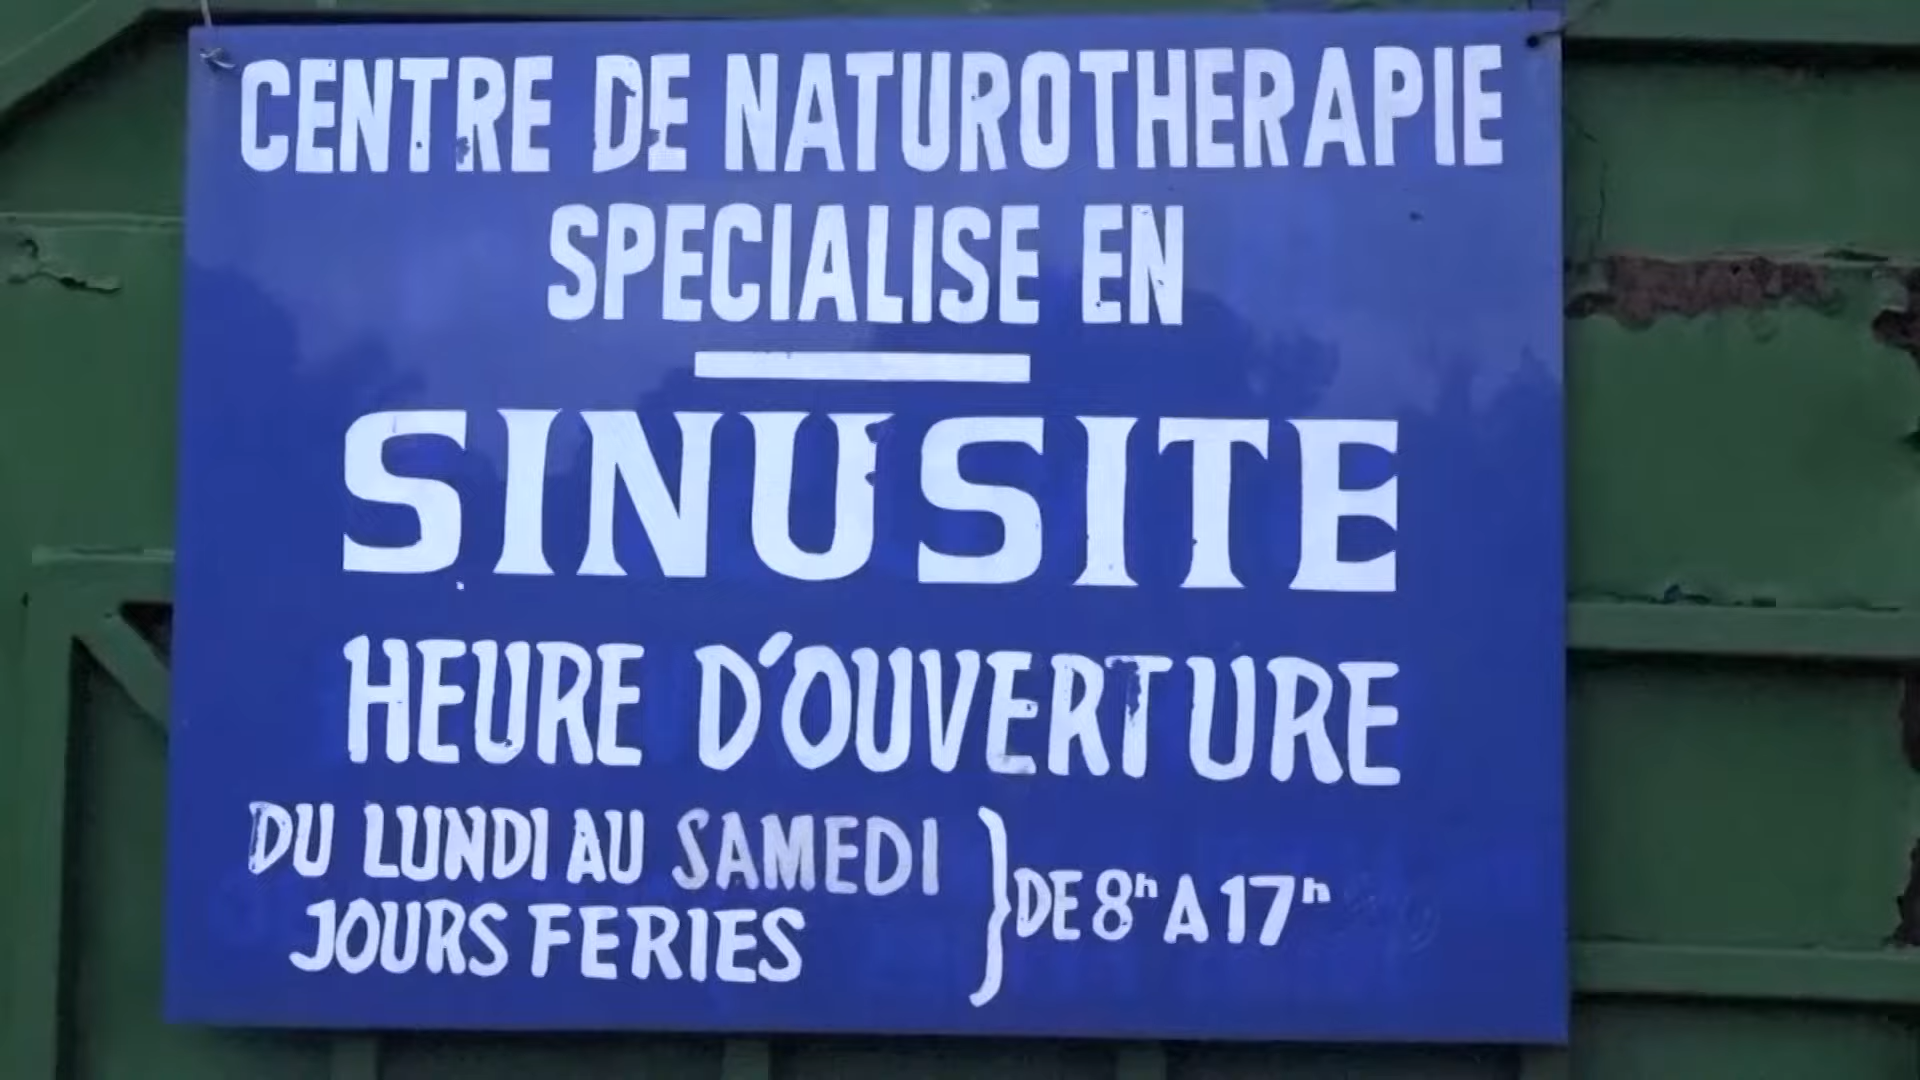 CENTRE DE NATUROTHERAPIE
SPECIALISE EN
SINUSITE
HEURE D'OUVERTURE
DU LUNDI AU SAMEDI
JOURS FERIES
} DE 8h A 17h